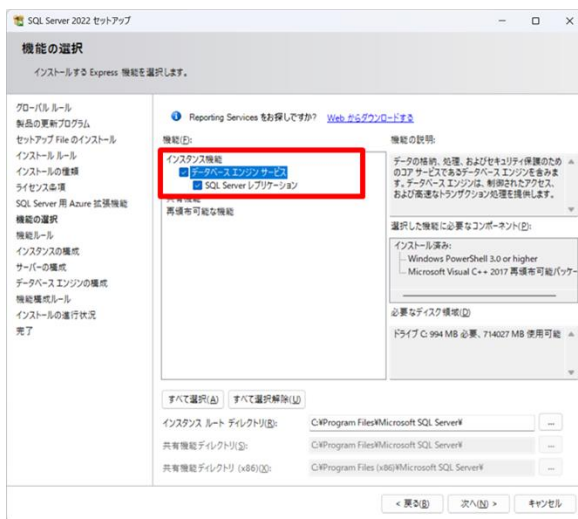 SQL Server 2022 セットアップ
機能の選択
インストールする Express 機能を選択します。
グローバル ルール
製品の更新プログラム
セットアップ File のインストール
インストール ルール
インストールの種類
ライセンス条項
SQL Server 用 Azure 拡張機能
機能の選択
機能ルール
インスタンスの構成
サーバーの構成
データベース エンジンの構成
機能構成ルール
インストールの進行状況
完了
Reporting Services をお探しですか? Web からダウンロードする
機能(F):
インスタンス機能
データベース エンジン サービス
SQL Server レプリケーション
共有機能
再頒布可能な機能
機能の説明:
データの格納、処理、およびセキュリティ保護のための
コア サービスであるデータベース エンジンを含みま
す。データベース エンジンは、制御されたアクセス、
および高速なトランザクション処理を提供します。
選択した機能に必要なコンポーネント(P):
インストール済み:
Windows PowerShell 3.0 or higher
Microsoft Visual C++ 2017 再頒布可能パッケー
必要なディスク領域(D)
ドライブ C: 994 MB 必要、714027 MB 使用可能
すべて選択(A) すべて選択解除(U)
インスタンス ルート ディレクトリ(R): C:¥Program Files¥Microsoft SQL Server¥ ...
共有機能ディレクトリ(S): C:¥Program Files¥Microsoft SQL Server¥ ...
共有機能ディレクトリ (x86)(X): C:¥Program Files (x86)¥Microsoft SQL Server¥ ...
< 戻る(B) 次へ(N) > キャンセル